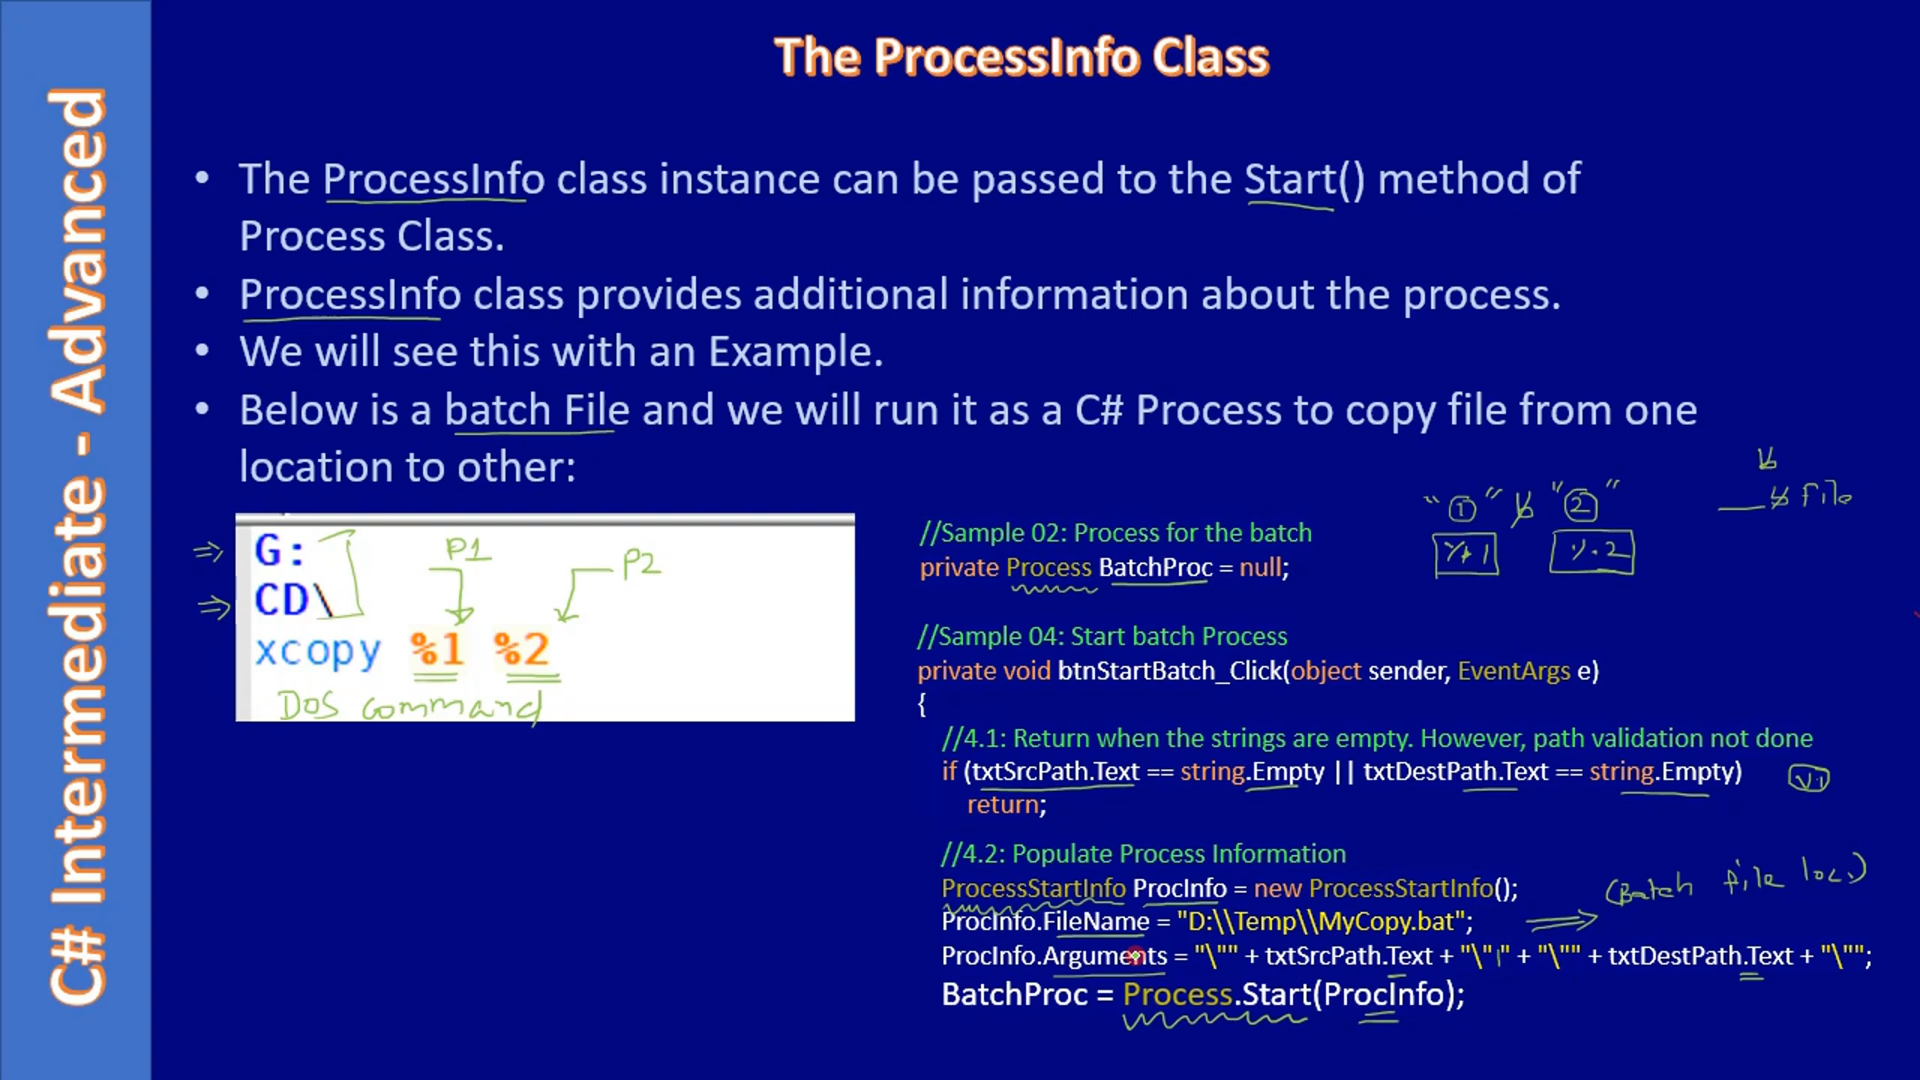 C# Intermediate - Advanced
The ProcessInfo Class
• The ProcessInfo class instance can be passed to the Start() method of
Process Class.
• ProcessInfo class provides additional information about the process.
• We will see this with an Example.
• Below is a batch File and we will run it as a C# Process to copy file from one
location to other:
G:
CD\
P1
P2
xcopy %1 %2
DOS command
"①" "②"
file
%1 %2
//Sample 02: Process for the batch
private Process BatchProc = null;
//Sample 04: Start batch Process
private void btnStartBatch_Click(object sender, EventArgs e)
{
//4.1: Return when the strings are empty. However, path validation not done
if (txtSrcPath.Text == string.Empty || txtDestPath.Text == string.Empty)
return;
//4.2: Populate Process Information
ProcessStartInfo ProcInfo = new ProcessStartInfo();
(Batch file loc.)
ProcInfo.FileName = "D:\\Temp\\MyCopy.bat";
ProcInfo.Arguments = "\"" + txtSrcPath.Text + "\" " + "\"" + txtDestPath.Text + "\"";
BatchProc = Process.Start(ProcInfo);